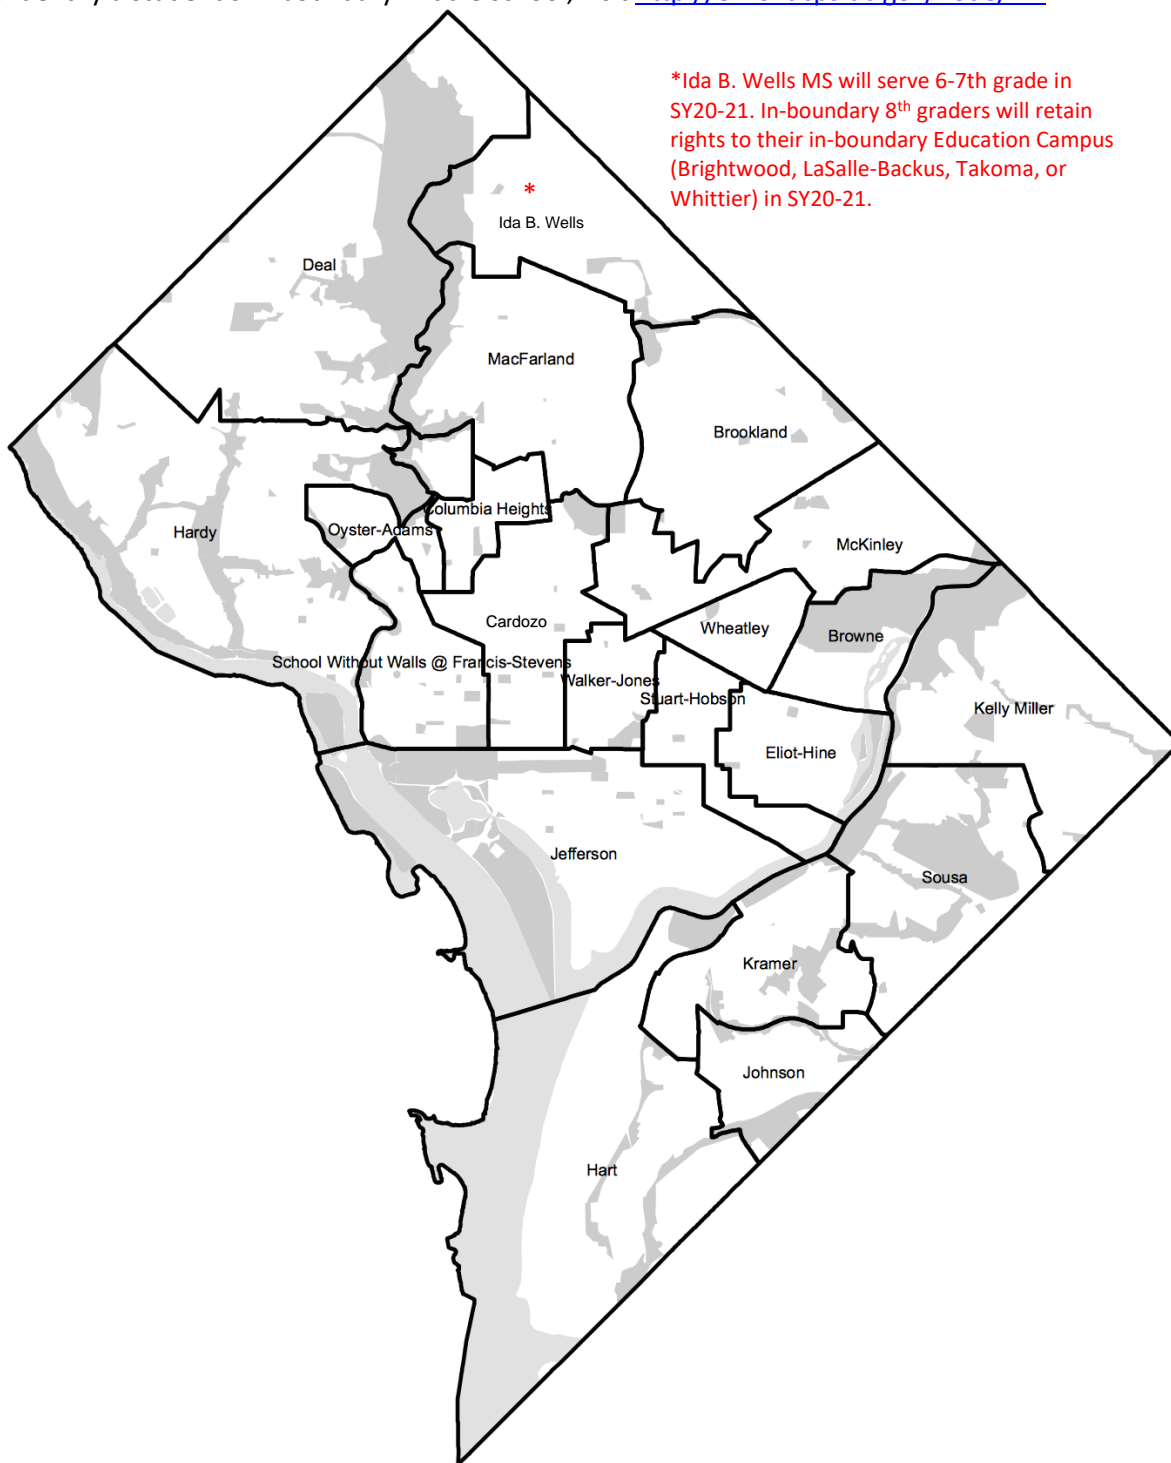 *Ida B. Wells MS will serve 6-7th grade in
SY20-21. In-boundary 8th graders will retain
rights to their in-boundary Education Campus
(Brightwood, LaSalle-Backus, Takoma, or
Whittier) in SY20-21.
*
Ida B. Wells
Deal
MacFarland
Brookland
Columbia Heights
Oyster-Adams
Hardy
McKinley
Cardozo
Wheatley
Browne
School Without Walls @ Francis-Stevens
Walker-Jones
Stuart-Hobson
Kelly Miller
Eliot-Hine
Jefferson
Sousa
Kramer
Johnson
Hart